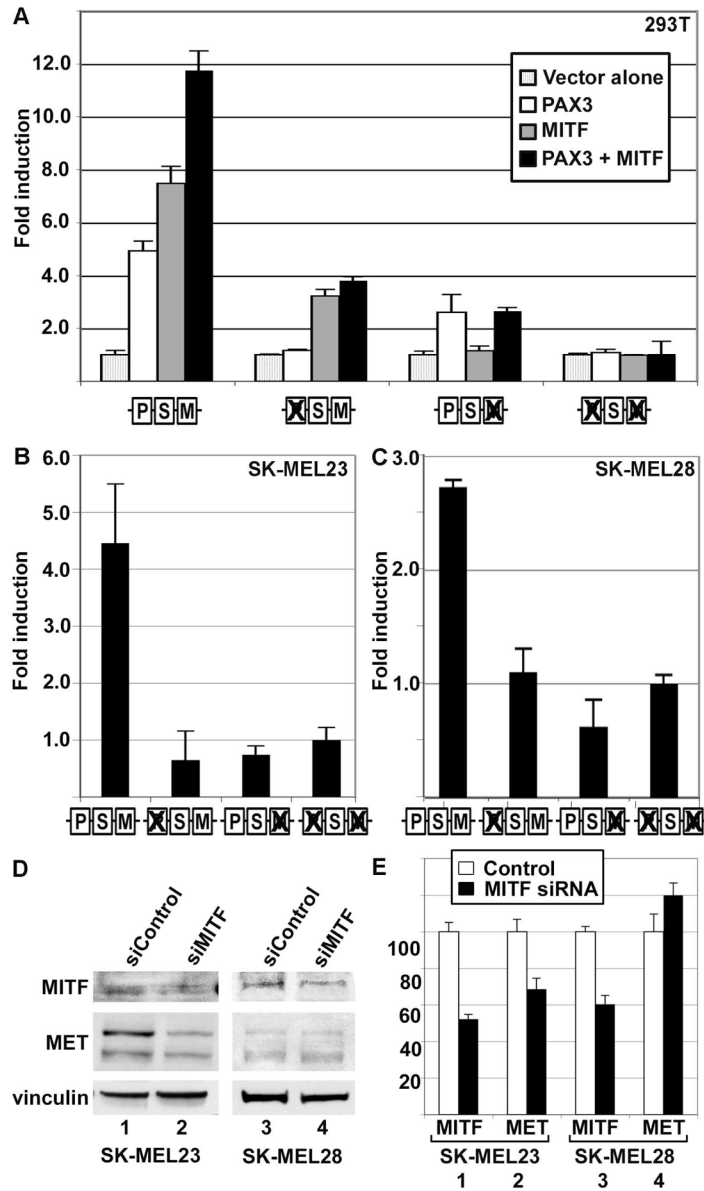 A
293T
Fold induction
12.0
10.0
8.0
6.0
4.0
2.0
Vector alone
PAX3
MITF
PAX3 + MITF
P S M
X S M
P S X
X S X
B
SK-MEL23
Fold induction
6.0
5.0
4.0
3.0
2.0
1.0
P S M
X S M
P S X
X S X
C
SK-MEL28
Fold induction
3.0
2.0
1.0
P S M
X S M
P S X
X S X
D
siControl
siMITF
siControl
siMITF
MITF
MET
vinculin
1 2 3 4
SK-MEL23 SK-MEL28
E
Control
MITF siRNA
100
80
60
40
20
MITF MET MITF MET
SK-MEL23 SK-MEL28
1 2 3 4